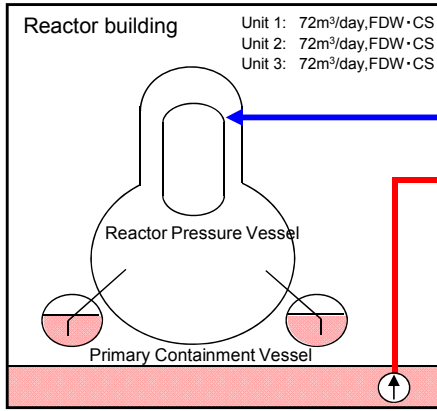 Reactor building
Unit 1: 72m³/day,FDW・CS
Unit 2: 72m³/day,FDW・CS
Unit 3: 72m³/day,FDW・CS
Reactor Pressure Vessel
Primary Containment Vessel